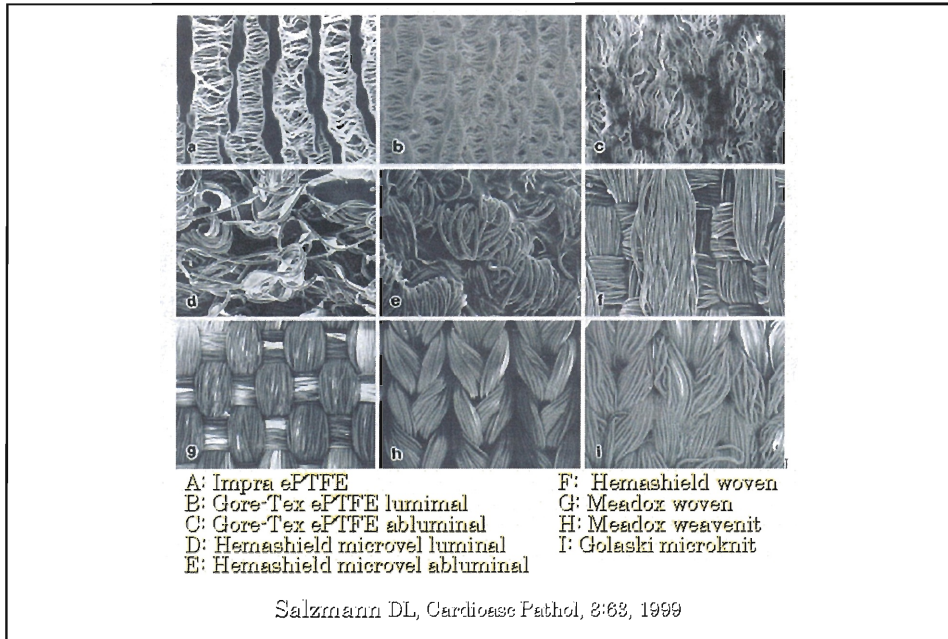 a
b
c
d
e
f
g
h
i
A: Impra ePTFE
B: Gore-Tex ePTFE lumimal
C: Gore-Tex ePTFE abluminal
D: Hemashield microvel luminal
E: Hemashield microvel abluminal
F: Hemashield woven
G: Meadox woven
H: Meadox weavenit
I: Golaski microknit
Salzmann DL, Cardioasc Pathol, 8:63, 1999